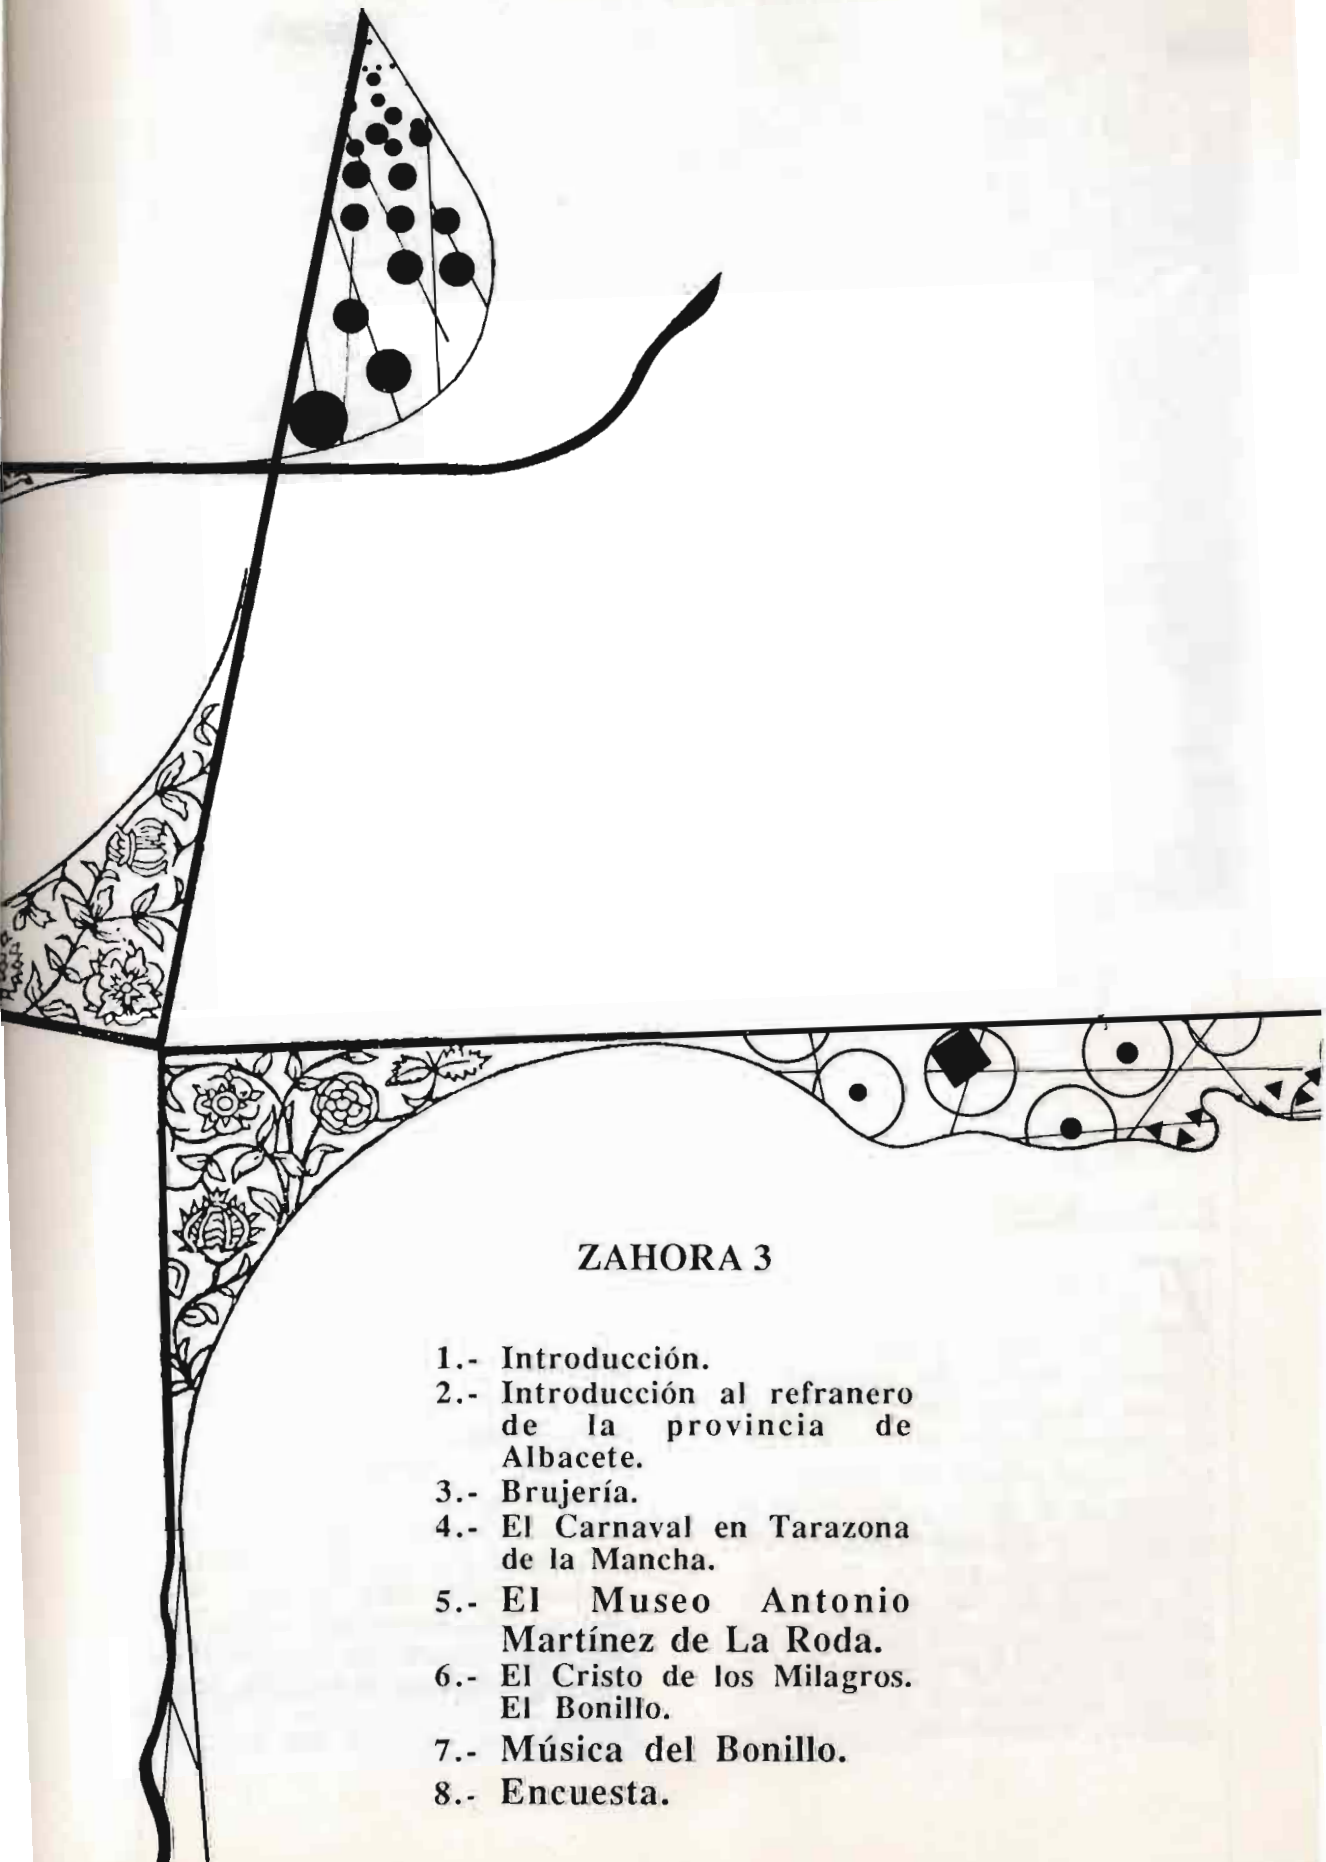 ZAHORA 3
1.- Introducción.
2.- Introducción al refranero
de la provincia de
Albacete.
3.- Brujería.
4.- El Carnaval en Tarazona
de la Mancha.
5.- El Museo Antonio
Martínez de La Roda.
6.- El Cristo de los Milagros.
El Bonillo.
7.- Música del Bonillo.
8.- Encuesta.